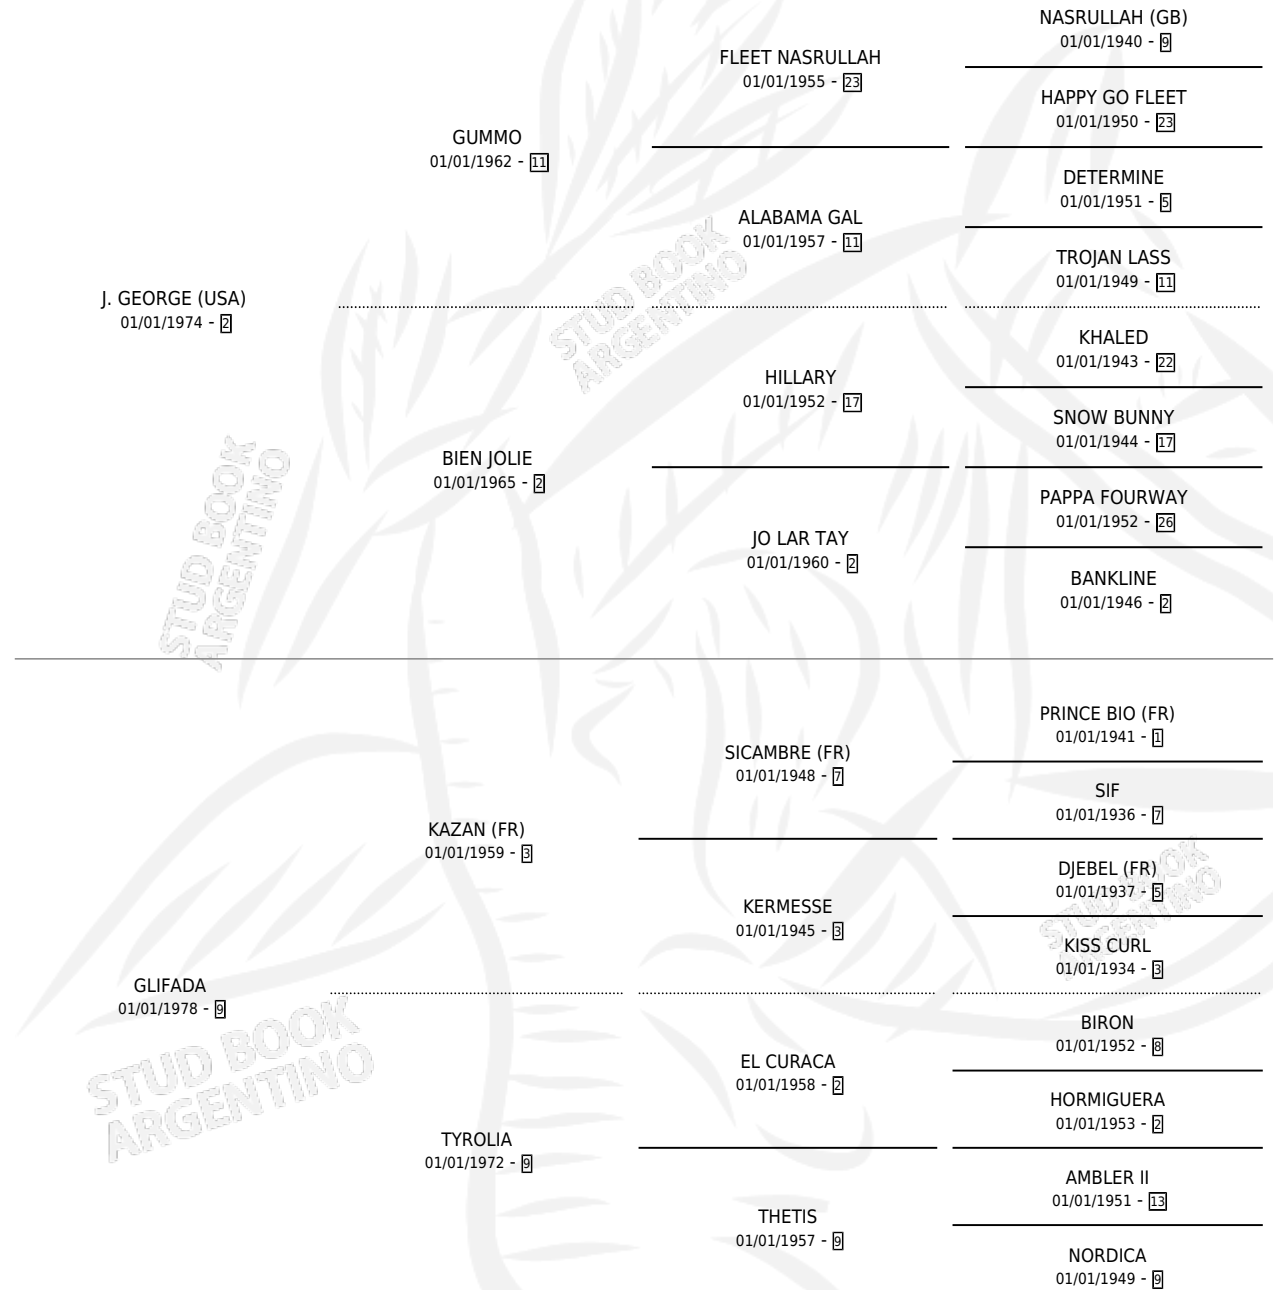 NASRULLAH (GB)
01/01/1940 - 9
FLEET NASRULLAH
01/01/1955 - 23
HAPPY GO FLEET
01/01/1950 - 23
GUMMO
01/01/1962 - 11
DETERMINE
01/01/1951 - 5
ALABAMA GAL
01/01/1957 - 11
TROJAN LASS
01/01/1949 - 11
J. GEORGE (USA)
01/01/1974 - 2
KHALED
01/01/1943 - 22
HILLARY
01/01/1952 - 17
SNOW BUNNY
01/01/1944 - 17
BIEN JOLIE
01/01/1965 - 2
PAPPA FOURWAY
01/01/1952 - 26
JO LAR TAY
01/01/1960 - 2
BANKLINE
01/01/1946 - 2
PRINCE BIO (FR)
01/01/1941 - 1
SICAMBRE (FR)
01/01/1948 - 7
SIF
01/01/1936 - 7
KAZAN (FR)
01/01/1959 - 3
DJEBEL (FR)
01/01/1937 - 5
KERMESSE
01/01/1945 - 3
KISS CURL
01/01/1934 - 3
GLIFADA
01/01/1978 - 9
BIRON
01/01/1952 - 8
EL CURACA
01/01/1958 - 2
HORMIGUERA
01/01/1953 - 2
TYROLIA
01/01/1972 - 9
AMBLER II
01/01/1951 - 13
THETIS
01/01/1957 - 9
NORDICA
01/01/1949 - 9
STUD BOOK
ARGENTINO
STUD BOOK
ARGENTINO
STUD BOOK
ARGENTINO
STUD BOOK
ARGENTINO